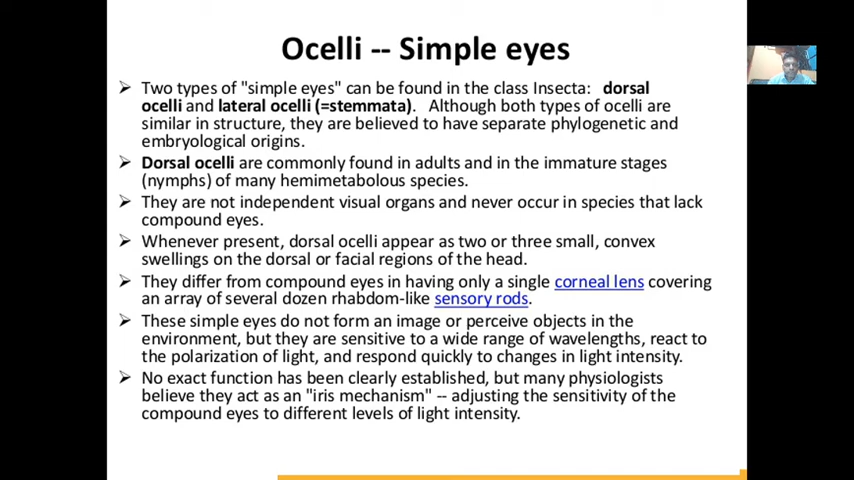 Ocelli -- Simple eyes
➢ Two types of "simple eyes" can be found in the class Insecta: dorsal
ocelli and lateral ocelli (=stemmata). Although both types of ocelli are
similar in structure, they are believed to have separate phylogenetic and
embryological origins.
➢ Dorsal ocelli are commonly found in adults and in the immature stages
(nymphs) of many hemimetabolous species.
➢ They are not independent visual organs and never occur in species that lack
compound eyes.
➢ Whenever present, dorsal ocelli appear as two or three small, convex
swellings on the dorsal or facial regions of the head.
➢ They differ from compound eyes in having only a single corneal lens covering
an array of several dozen rhabdom-like sensory rods.
➢ These simple eyes do not form an image or perceive objects in the
environment, but they are sensitive to a wide range of wavelengths, react to
the polarization of light, and respond quickly to changes in light intensity.
➢ No exact function has been clearly established, but many physiologists
believe they act as an "iris mechanism" -- adjusting the sensitivity of the
compound eyes to different levels of light intensity.